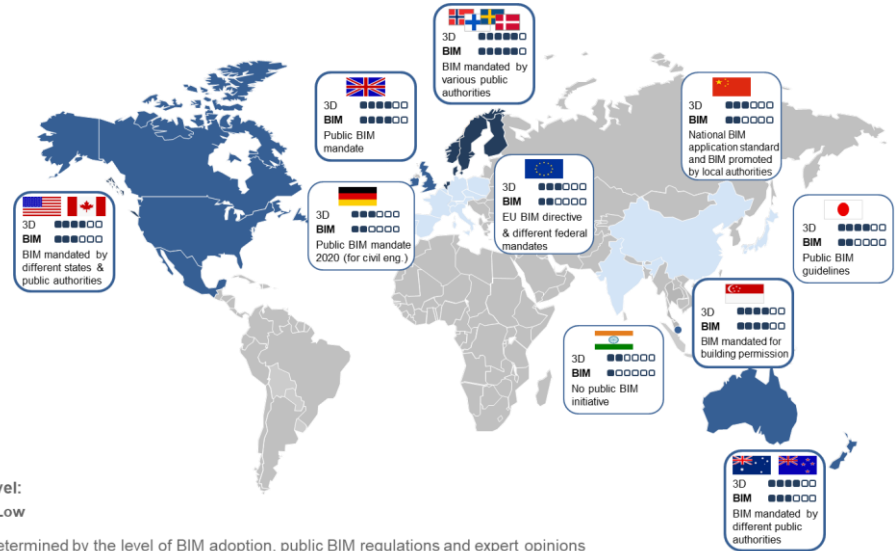 3D
BIM
BIM mandated by
various public
authorities
3D
BIM
Public BIM
mandate
3D
BIM
National BIM
application standard
and BIM promoted
by local authorities
3D
BIM
EU BIM directive
& different federal
mandates
3D
BIM
Public BIM mandate
2020 (for civil eng.)
3D
BIM
BIM mandated by
different states &
public authorities
3D
BIM
Public BIM
guidelines
3D
BIM
BIM mandated for
building permission
3D
BIM
No public BIM
initiative
3D
BIM
BIM mandated by
different public
authorities
vel:
Low
etermined by the level of BIM adoption, public BIM regulations and expert opinions